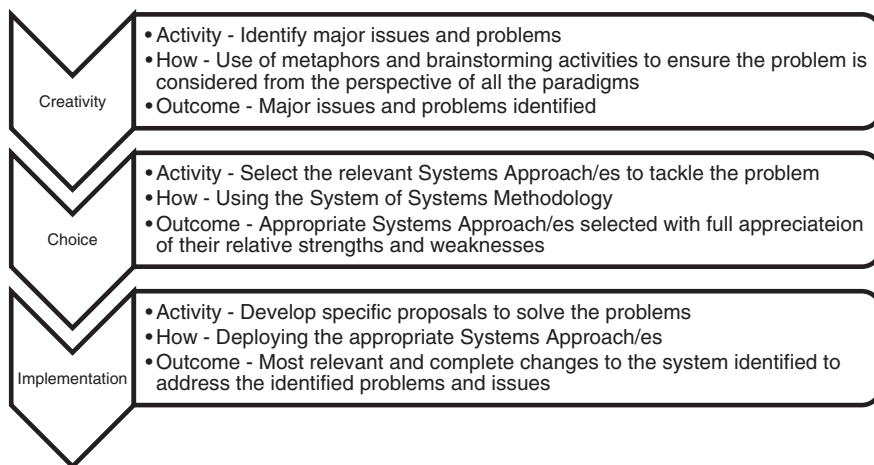 Creativity
• Activity - Identify major issues and problems
• How - Use of metaphors and brainstorming activities to ensure the problem is
considered from the perspective of all the paradigms
• Outcome - Major issues and problems identified
Choice
• Activity - Select the relevant Systems Approach/es to tackle the problem
• How - Using the System of Systems Methodology
• Outcome - Appropriate Systems Approach/es selected with full appreciateion
of their relative strengths and weaknesses
Implementation
• Activity - Develop specific proposals to solve the problems
• How - Deploying the appropriate Systems Approach/es
• Outcome - Most relevant and complete changes to the system identified to
address the identified problems and issues